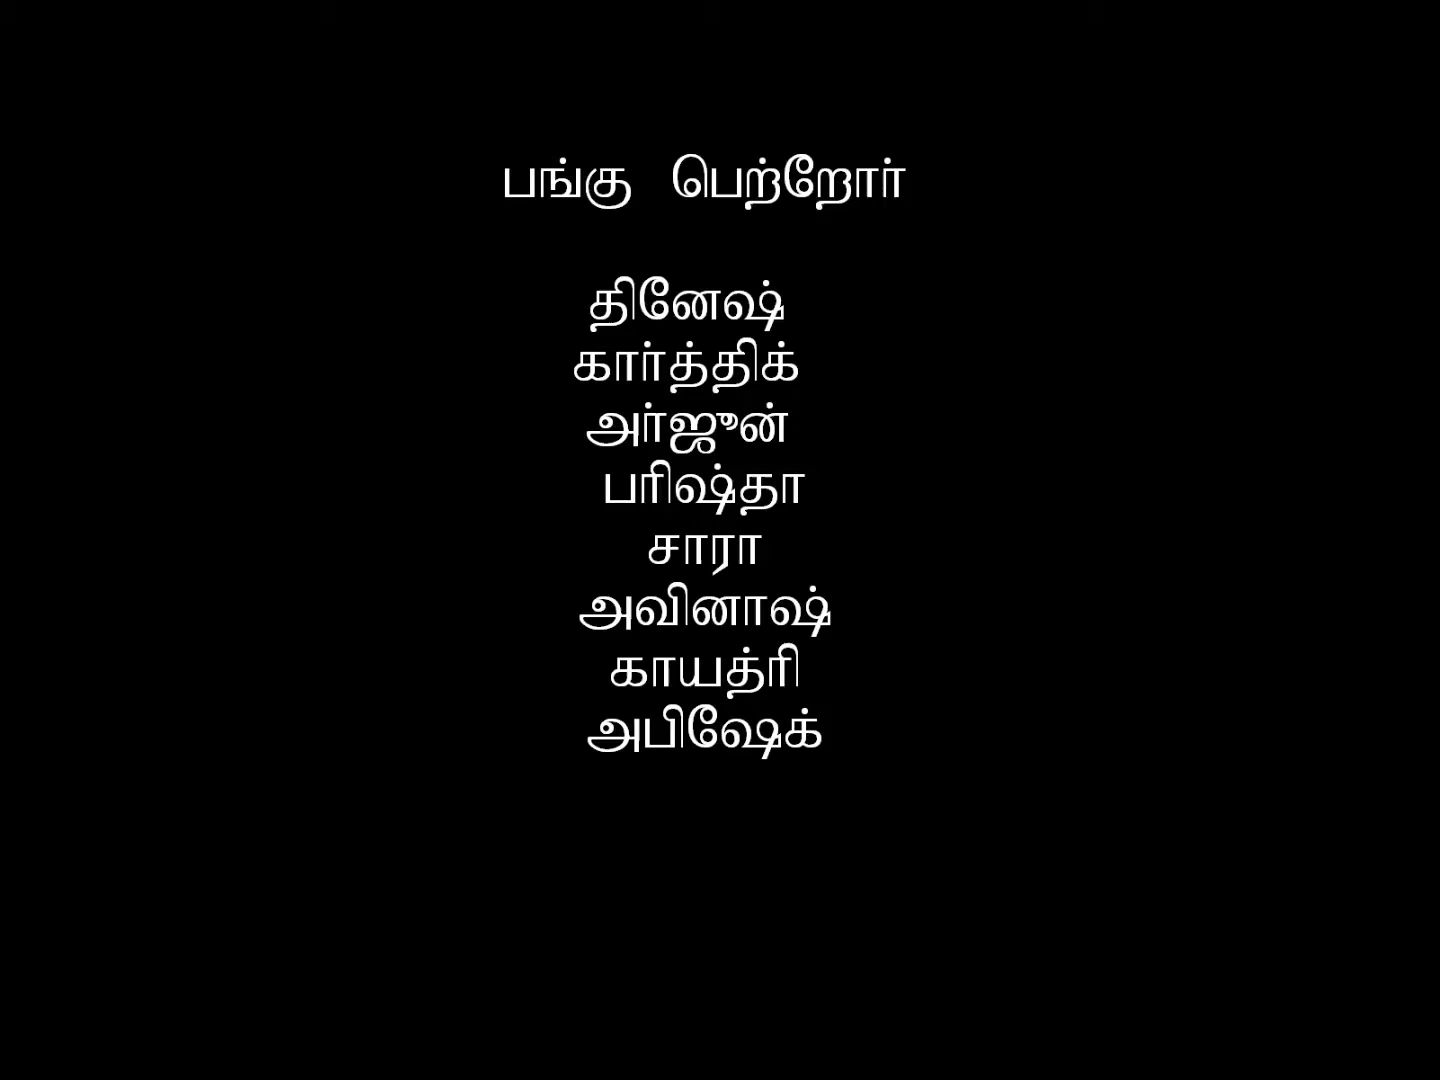 பங்கு பெற்றோர்
தினேஷ்
கார்த்திக்
அர்ஜுன்
பரிஷ்தா
சாரா
அவினாஷ்
காயத்ரி
அபிஷேக்